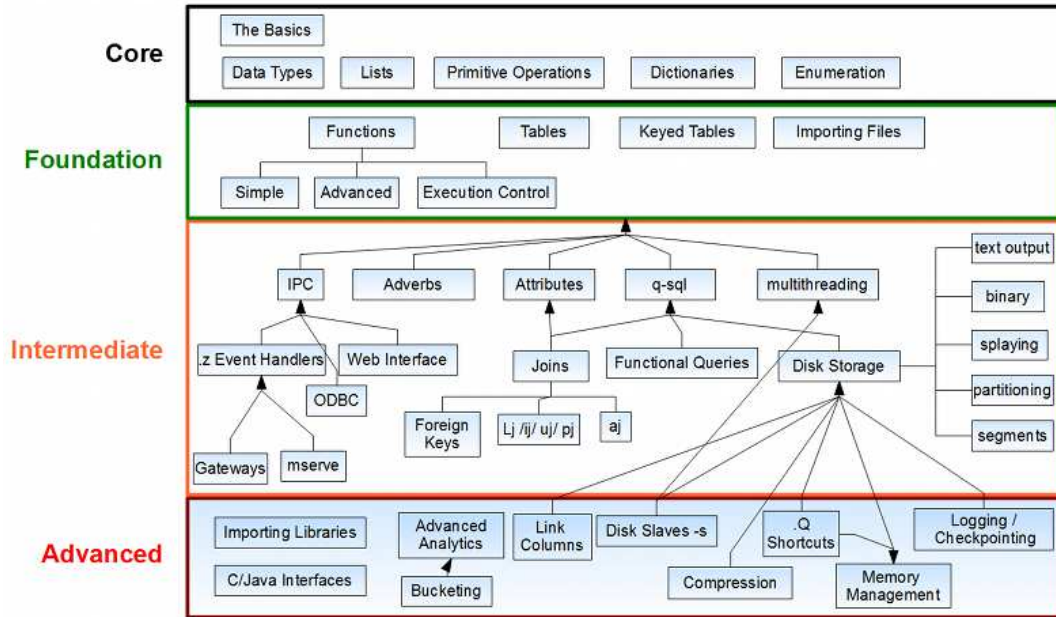 Core
The Basics
Data Types
Lists
Primitive Operations
Dictionaries
Enumeration
Foundation
Functions
Tables
Keyed Tables
Importing Files
Simple
Advanced
Execution Control
Intermediate
IPC
Adverbs
Attributes
q-sql
multithreading
text output
binary
splaying
partitioning
segments
.z Event Handlers
Web Interface
ODBC
Joins
Functional Queries
Disk Storage
Foreign
Keys
Lj /ij/ uj/ pj
aj
Gateways
mserve
Advanced
Importing Libraries
Advanced
Analytics
Link
Columns
Disk Slaves -s
.Q
Shortcuts
Logging /
Checkpointing
C/Java Interfaces
Bucketing
Compression
Memory
Management